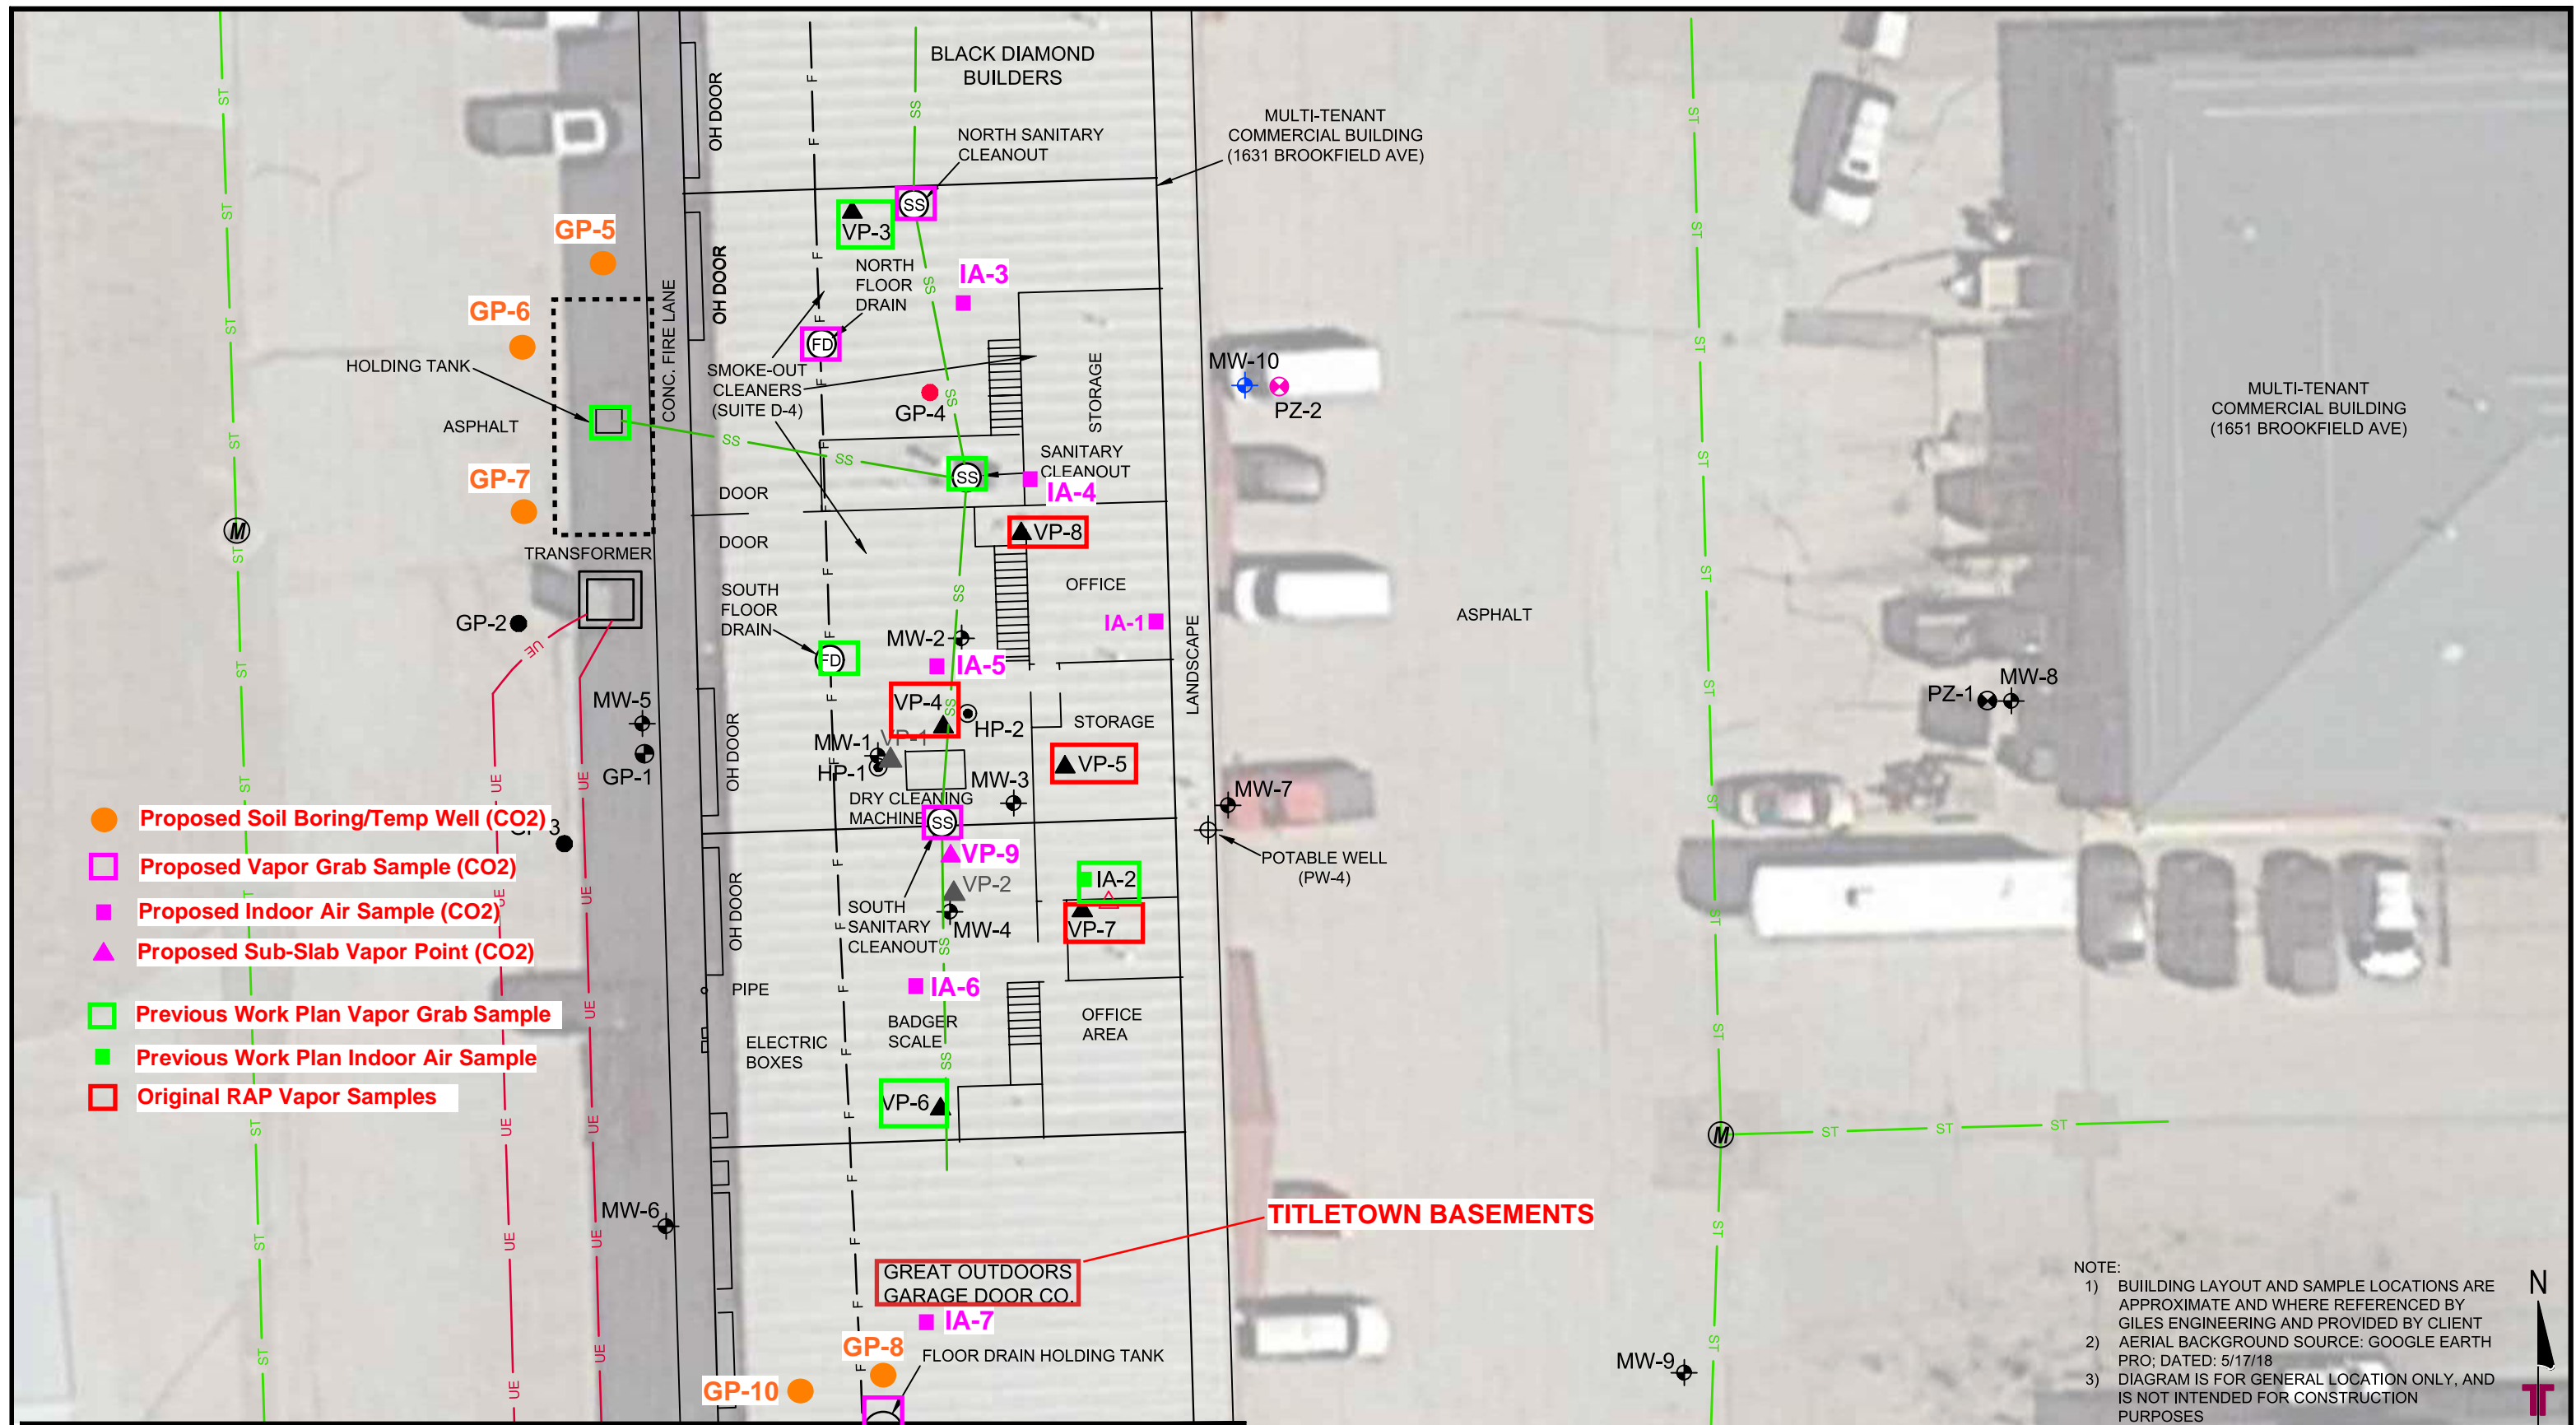 BLACK DIAMOND
BUILDERS
OH DOOR
NORTH SANITARY
CLEANOUT
MULTI-TENANT
COMMERCIAL BUILDING
(1631 BROOKFIELD AVE)
SS
VP-3
GP-5
NORTH
FLOOR
DRAIN
IA-3
OH DOOR
CONC. FIRE LANE
GP-6
FD
HOLDING TANK
SMOKE-OUT
CLEANERS
(SUITE D-4)
GP-4
STORAGE
MW-10
PZ-2
MULTI-TENANT
COMMERCIAL BUILDING
(1651 BROOKFIELD AVE)
ASPHALT
SS
SS
SANITARY
CLEANOUT
SS
IA-4
GP-7
DOOR
M
VP-8
TRANSFORMER
DOOR
OFFICE
SOUTH
FLOOR
DRAIN
GP-2
UE
IA-1
ASPHALT
MW-2
FD
IA-5
LANDSCAPE
MW-5
VP-4
HP-2
STORAGE
PZ-1
MW-8
MW-1
VP-1
HP-1
GP-1
OH DOOR
VP-5
MW-3
DRY CLEANING
MACHINE
SS
MW-7
Proposed Soil Boring/Temp Well (CO2)
GP-3
VP-9
POTABLE WELL
(PW-4)
Proposed Vapor Grab Sample (CO2)
VP-2
IA-2
OH DOOR
Proposed Indoor Air Sample (CO2)
SOUTH
SANITARY
CLEANOUT
MW-4
VP-7
Proposed Sub-Slab Vapor Point (CO2)
PIPE
IA-6
Previous Work Plan Vapor Grab Sample
BADGER
SCALE
OFFICE
AREA
ELECTRIC
BOXES
Previous Work Plan Indoor Air Sample
Original RAP Vapor Samples
VP-6
M
ST
ST
ST
MW-6
TITLETOWN BASEMENTS
GREAT OUTDOORS
GARAGE DOOR CO.
IA-7
GP-8
FLOOR DRAIN HOLDING TANK
GP-10
MW-9
NOTE:
1) BUIILDING LAYOUT AND SAMPLE LOCATIONS ARE
APPROXIMATE AND WHERE REFERENCED BY
GILES ENGINEERING AND PROVIDED BY CLIENT
2) AERIAL BACKGROUND SOURCE: GOOGLE EARTH
PRO; DATED: 5/17/18
3) DIAGRAM IS FOR GENERAL LOCATION ONLY, AND
IS NOT INTENDED FOR CONSTRUCTION
PURPOSES
N